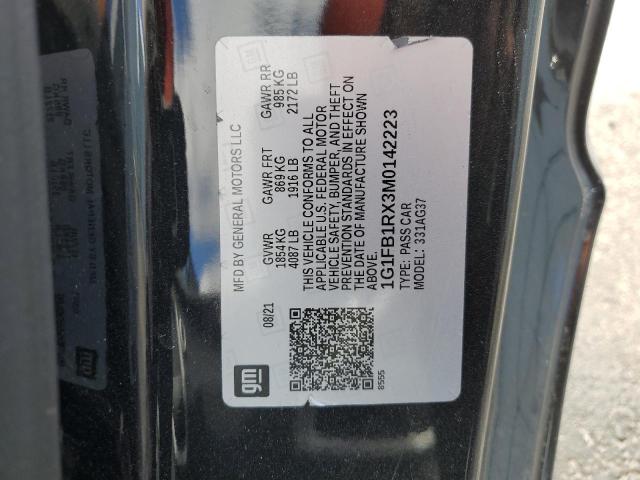 gm
MFD BY GENERAL MOTORS LLC
08/21
GVWR GAWR FRT GAWR RR
1854 KG 869 KG 985 KG
4087 LB 1916 LB 2172 LB
THIS VEHICLE CONFORMS TO ALL
APPLICABLE U.S. FEDERAL MOTOR
VEHICLE SAFETY, BUMPER, AND THEFT
PREVENTION STANDARDS IN EFFECT ON
THE DATE OF MANUFACTURE SHOWN
ABOVE.
1G1FB1RX3M0142223
TYPE: PASS CAR
MODEL: 331AG37
8555